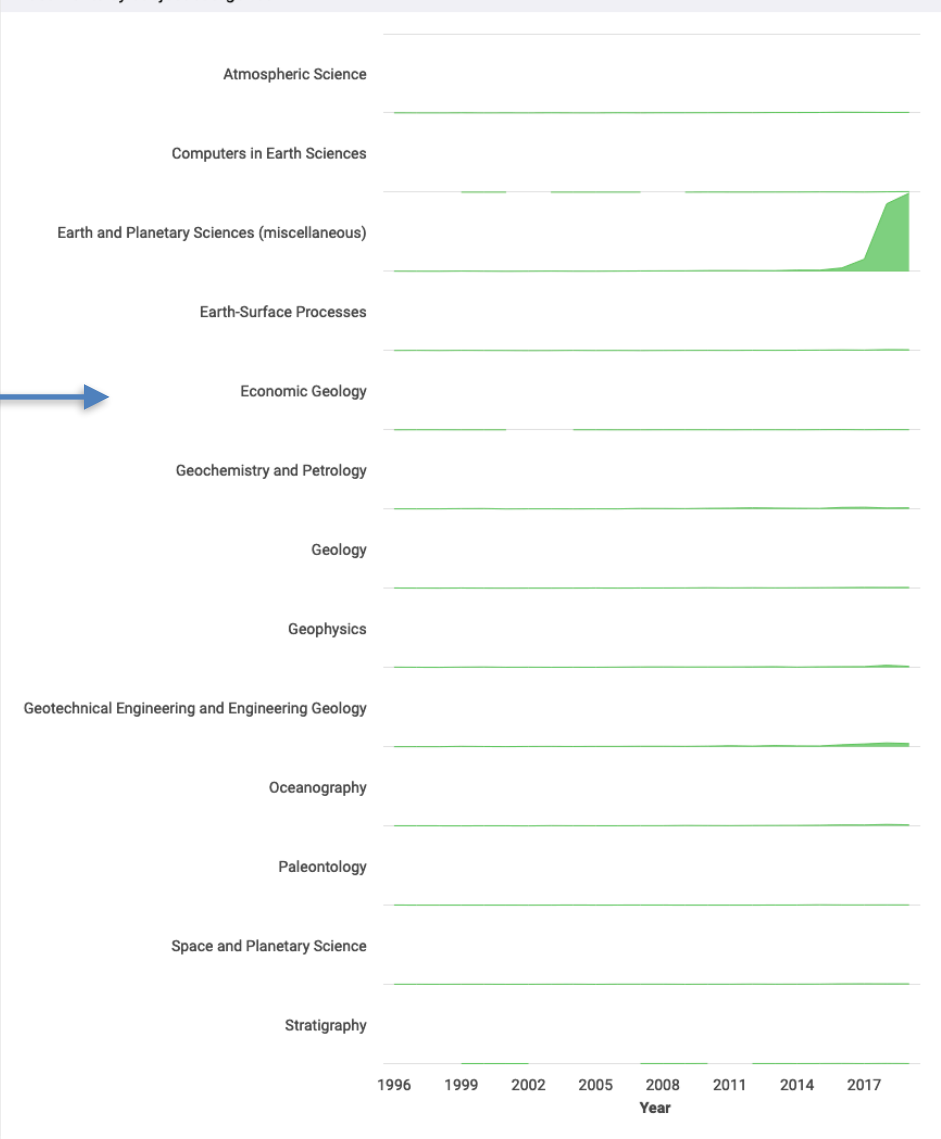 Atmospheric Science
Computers in Earth Sciences
Earth and Planetary Sciences (miscellaneous)
Earth-Surface Processes
Economic Geology
Geochemistry and Petrology
Geology
Geophysics
Geotechnical Engineering and Engineering Geology
Oceanography
Paleontology
Space and Planetary Science
Stratigraphy
1996 1999 2002 2005 2008 2011 2014 2017
Year